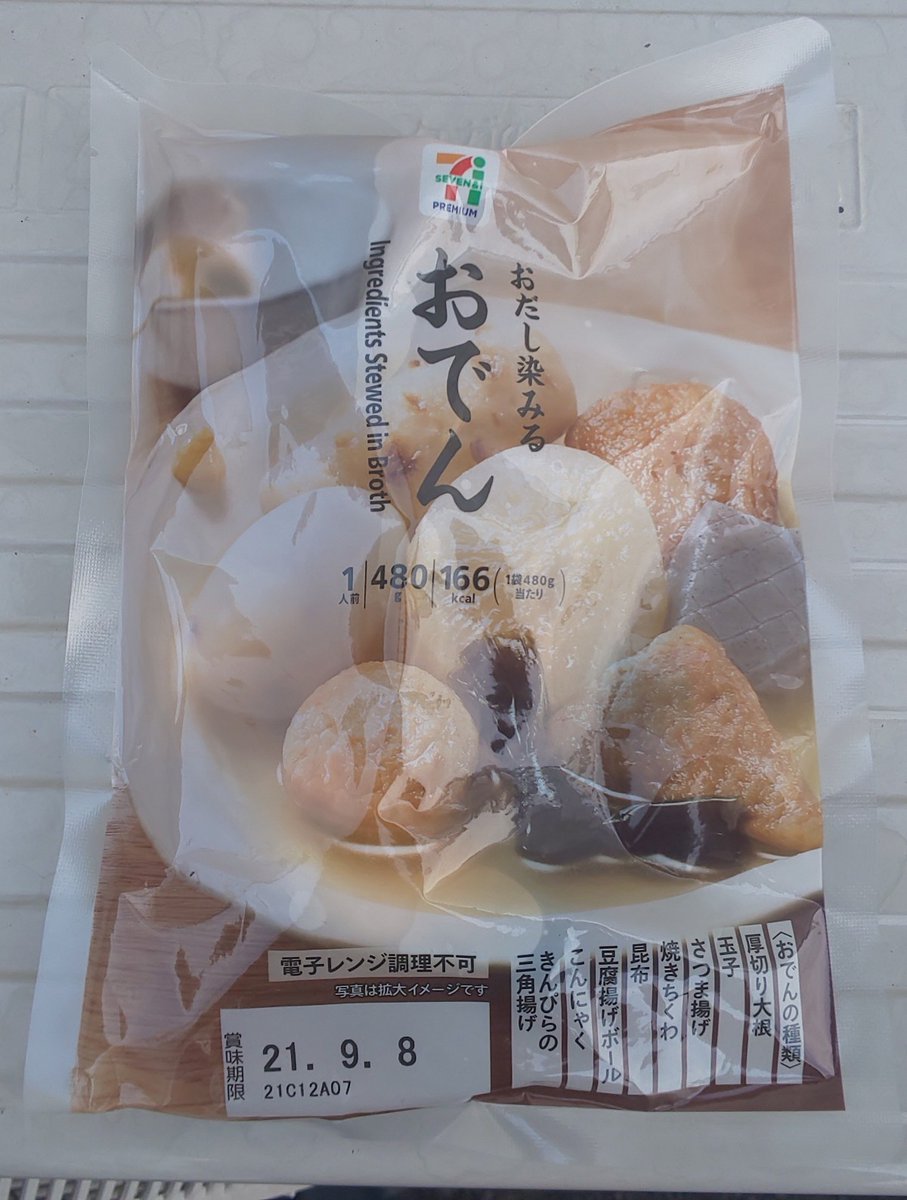 SEVEN&i
PREMIUM
おだし染みる
おでん
Ingredients Stewed in Broth
1人前
480g
166kcal
(1袋480g当たり)
〈おでんの種類〉
厚切り大根
玉子
さつま揚げ
焼きちくわ
昆布
豆腐揚げボール
こんにゃく
きんぴらの
三角揚げ
電子レンジ調理不可
写真は拡大イメージです
賞味期限
21. 9. 8
21C12A07